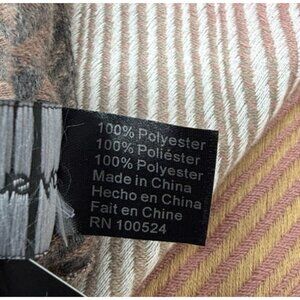 100% Polyester
100% Poliéster
100% Polyester
Made in China
Hecho en China
Fait en Chine
RN 100524